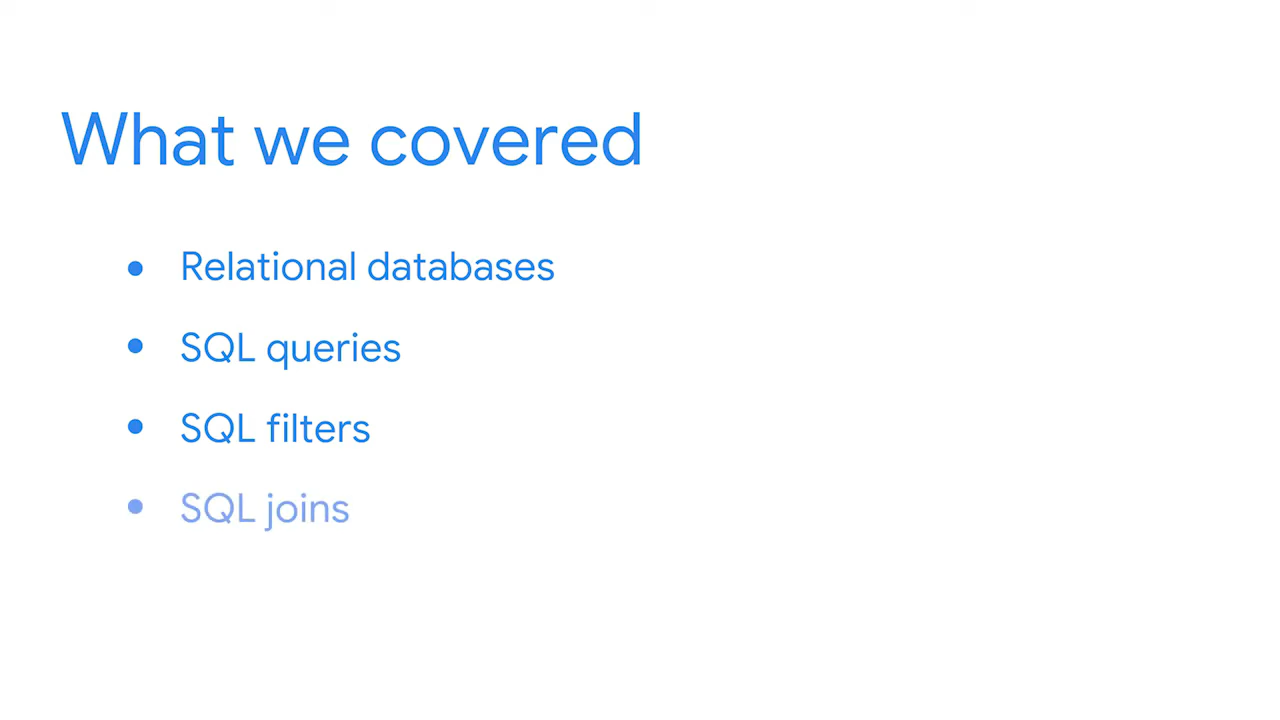 What we covered
• Relational databases
• SQL queries
• SQL filters
• SQL joins